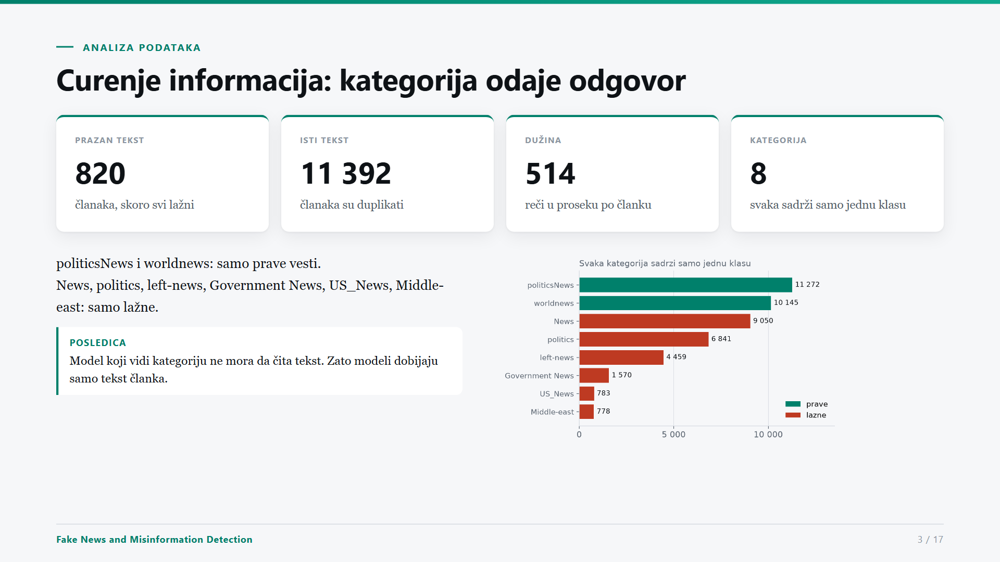 ANALIZA PODATAKA
Curenje informacija: kategorija odaje odgovor
PRAZAN TEKST
820
članaka, skoro svi lažni
ISTI TEKST
11 392
članaka su duplikati
DUŽINA
514
reči u proseku po članku
KATEGORIJA
8
svaka sadrži samo jednu klasu
politicsNews i worldnews: samo prave vesti.
News, politics, left-news, Government News, US_News, Middle-
east: samo lažne.
POSLEDICA
Model koji vidi kategoriju ne mora da čita tekst. Zato modeli dobijaju
samo tekst članka.
Svaka kategorija sadrzi samo jednu klasu
politicsNews 11 272
worldnews 10 145
News 9 050
politics 6 841
left-news 4 459
Government News 1 570
US_News 783
Middle-east 778
prave
lazne
0 5 000 10 000
Fake News and Misinformation Detection
3 / 17